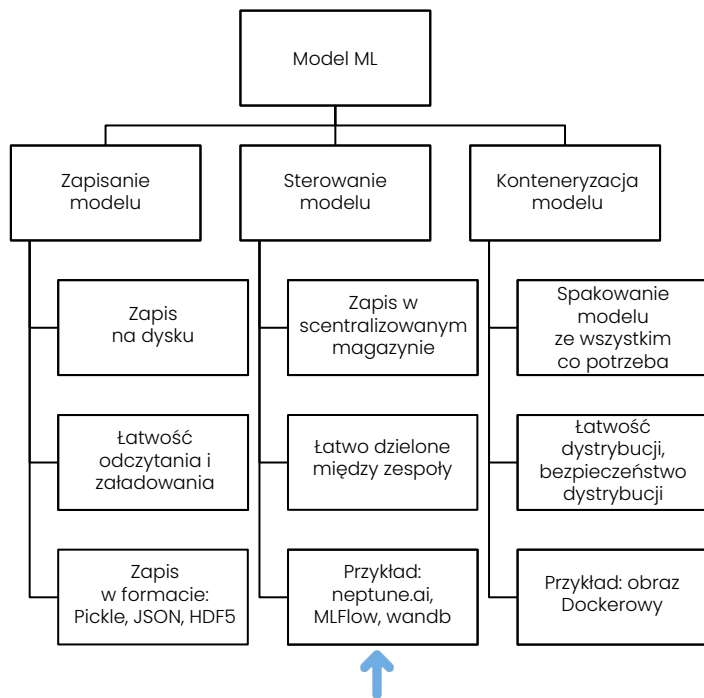 Model ML
Zapisanie
modelu
Zapis
na dysku
Łatwość
odczytania i
załadowania
Zapis
w formacie:
Pickle, JSON, HDF5
Sterowanie
modelu
Zapis w
scentralizowanym
magazynie
Łatwo dzielone
między zespoły
Przykład:
neptune.ai,
MLFlow, wandb
Konteneryzacja
modelu
Spakowanie
modelu
ze wszystkim
co potrzeba
Łatwość
dystrybucji,
bezpieczeństwo
dystrybucji
Przykład: obraz
Dockerowy